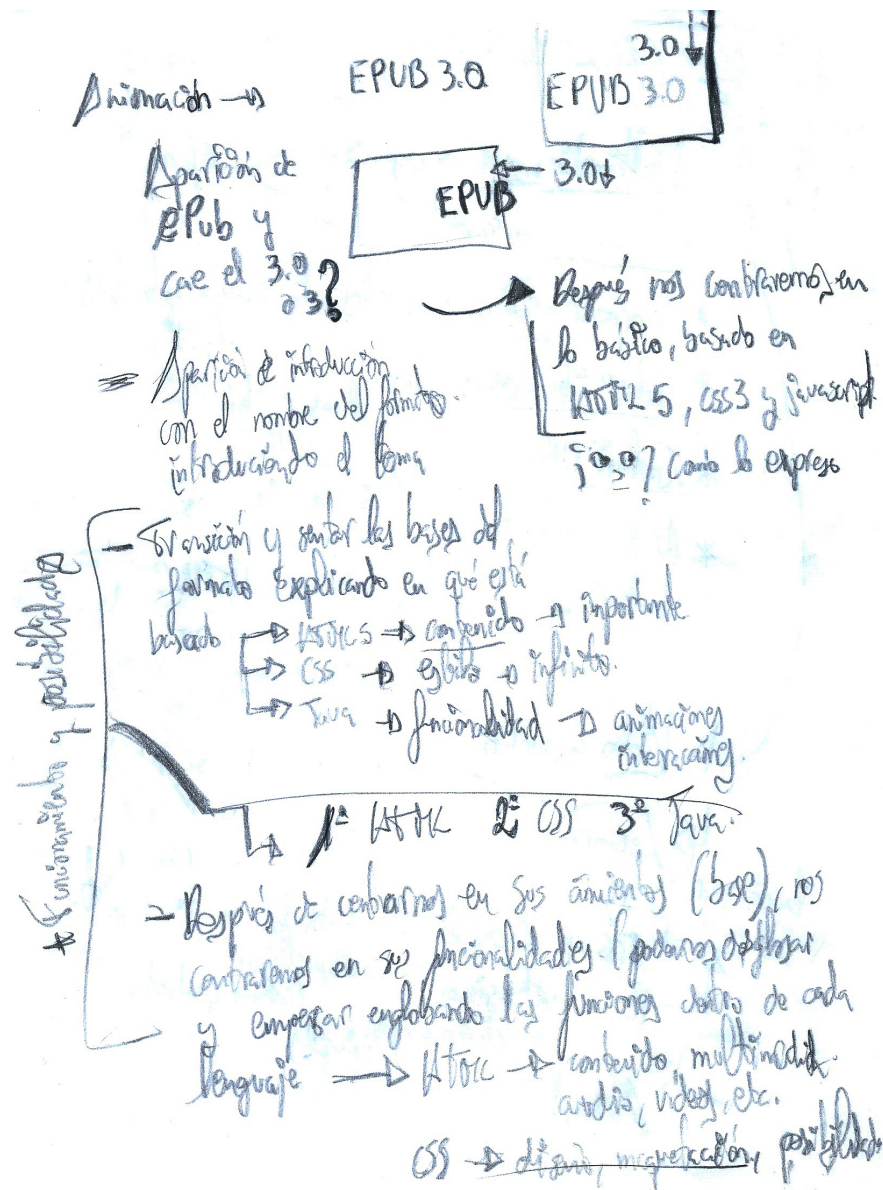 Animación →
EPUB 3.0
3.0 ↓
EPUB 3.0
Aparición de
ePub y
cae el 3.0
o 3?
EPUB
← 3.0↓
Después nos centraremos en
lo básico, basado en
HTML 5, CSS3 y javascript
¿ ? como lo expreso
= Aparición de introducción
con el nombre del formato
introduciendo el tema
* Funcionamiento y posibilidades
- Transición y sentar las bases del
formato explicando en qué está
basado → HTML5 → contenido → importante
→ CSS → estilo → infinito.
→ Java → funcionalidad → animaciones
interacciones.
→ 1º HTML 2º CSS 3º Java.
- Después de centrarnos en sus cimientos (base), nos
centraremos en sus funcionalidades (podemos desglosar
y empezar englobando las funciones dentro de cada
lenguaje → HTML → contenido, multimedia
audio, videos, etc.
CSS → diseño, maquetación, posibilidad